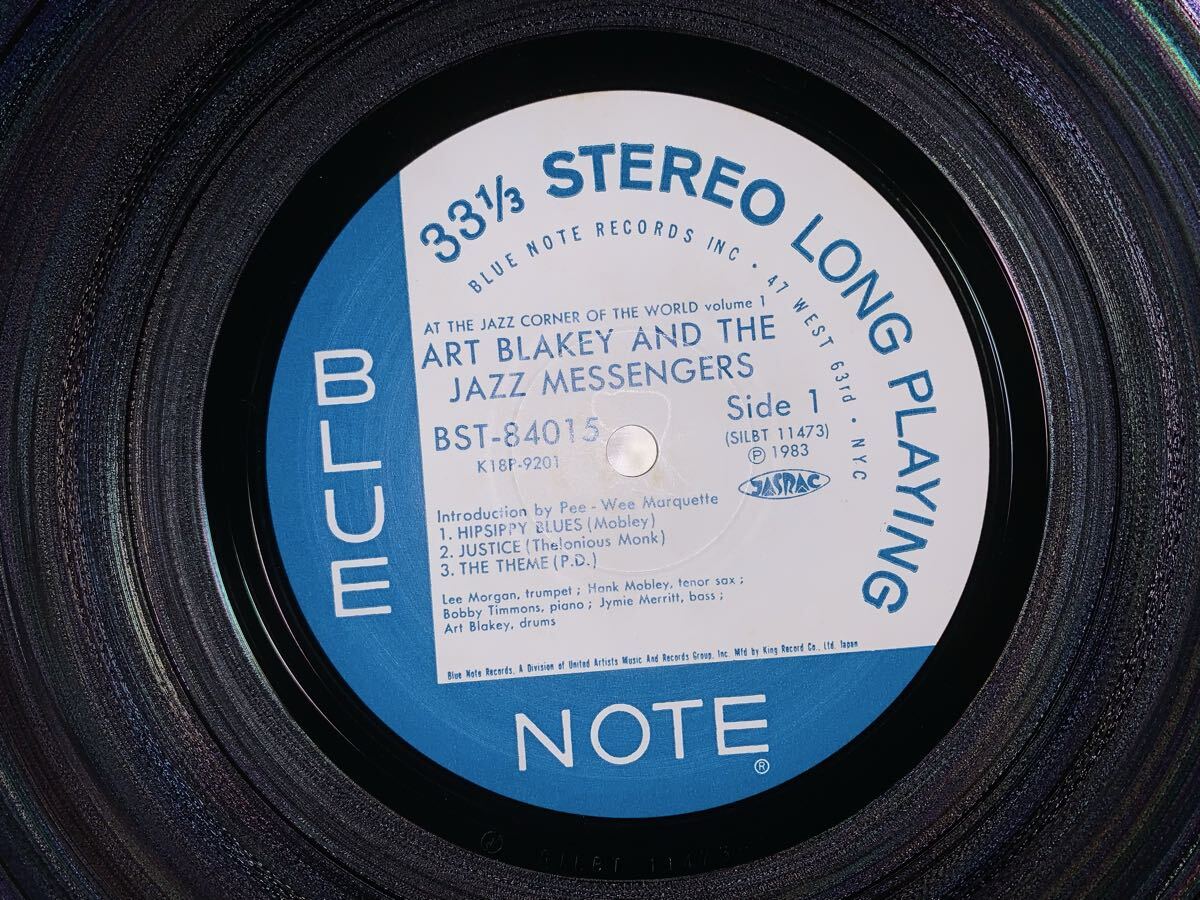 33⅓ STEREO LONG PLAYING
BLUE NOTE RECORDS INC · 47 WEST 63rd · NYC
AT THE JAZZ CORNER OF THE WORLD volume 1
ART BLAKEY AND THE
JAZZ MESSENGERS
BST-84015
K18P-9201
Side 1
(SILBT 11473)
Ⓟ 1983
JASRAC
Introduction by Pee-Wee Marquette
1. HIPSIPPY BLUES (Mobley)
2. JUSTICE (Thelonious Monk)
3. THE THEME (P.D.)
Lee Morgan, trumpet ; Hank Mobley, tenor sax ;
Bobby Timmons, piano ; Jymie Merritt, bass ;
Art Blakey, drums
Blue Note Records, A Division of United Artists Music And Records Group, Inc. Mfd by King Record Co., Ltd. Japan
BLUE
NOTE ®
SILBT 11473